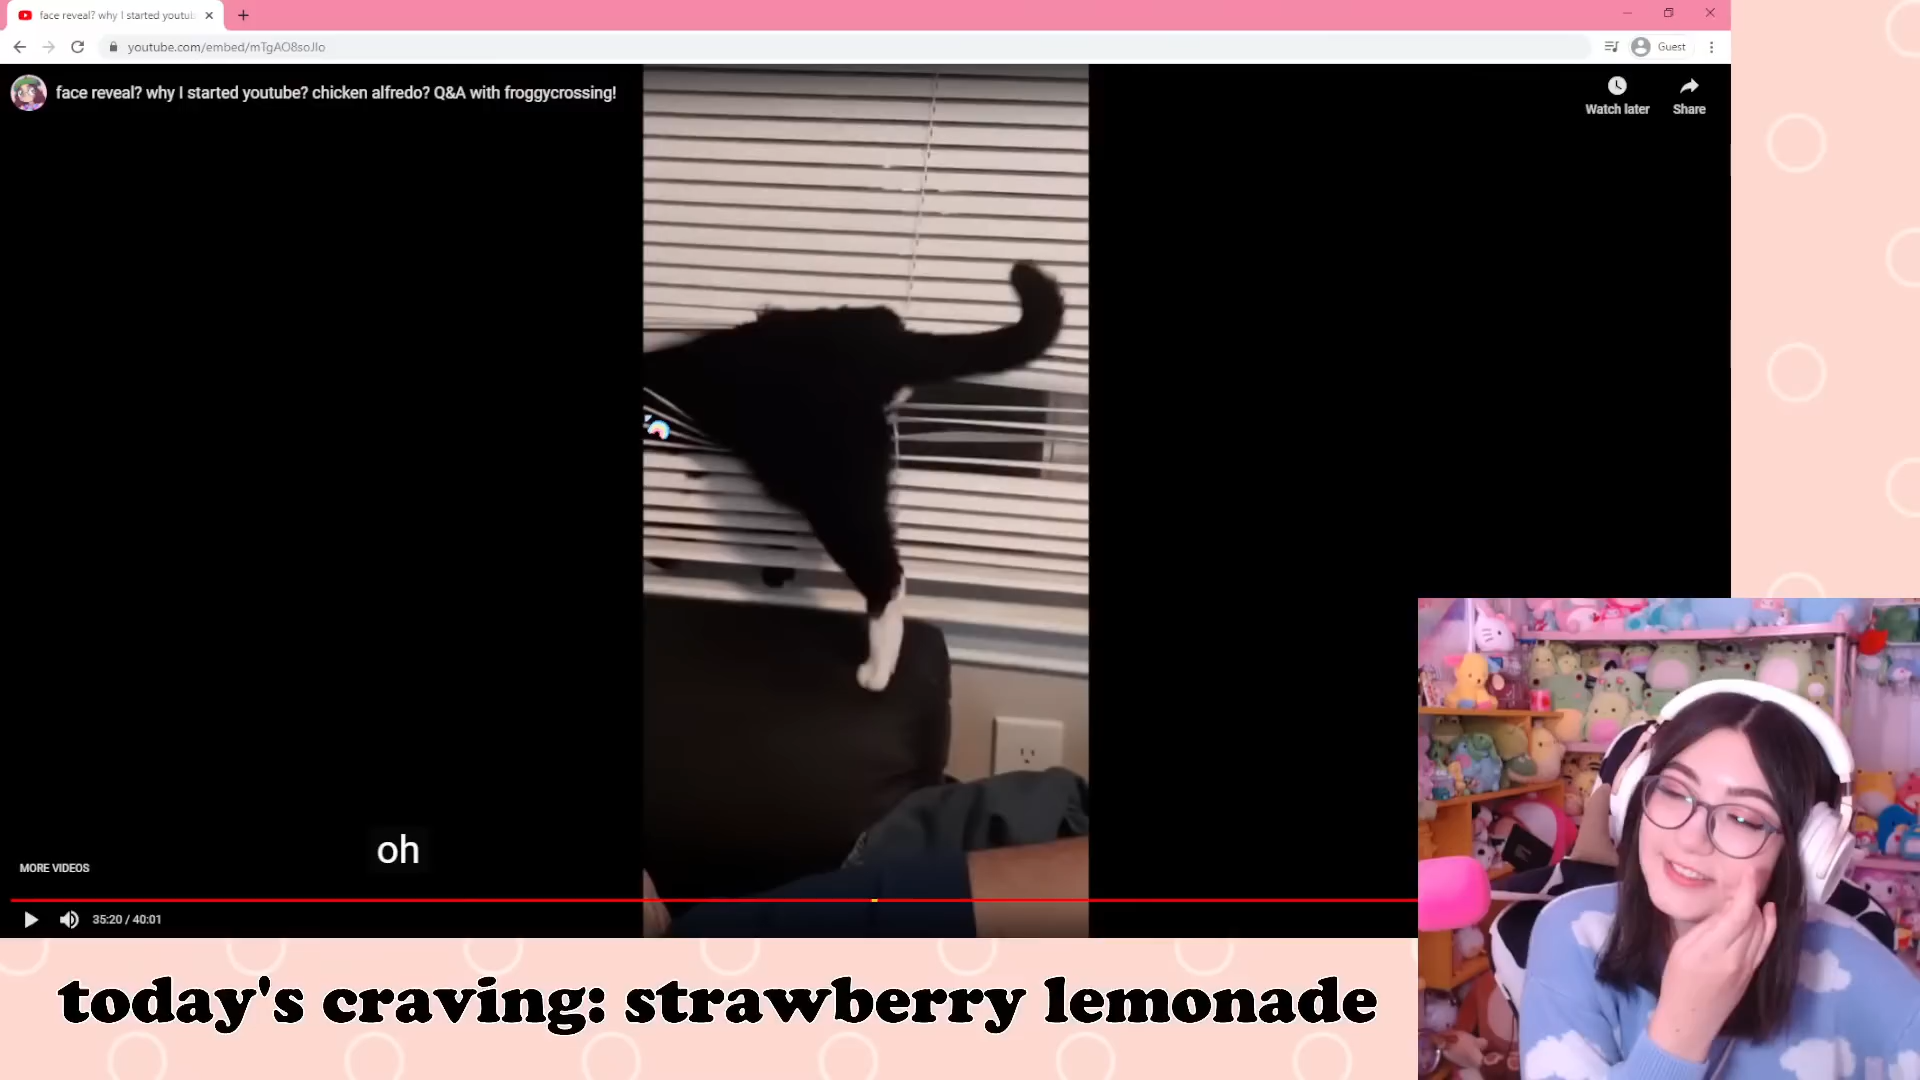 face reveal? why I started youtub
youtube.com/embed/mTgAO8soJlo
Guest
face reveal? why I started youtube? chicken alfredo? Q&A with froggycrossing!
Watch later
Share
oh
MORE VIDEOS
35:20 / 40:01
today's craving: strawberry lemonade